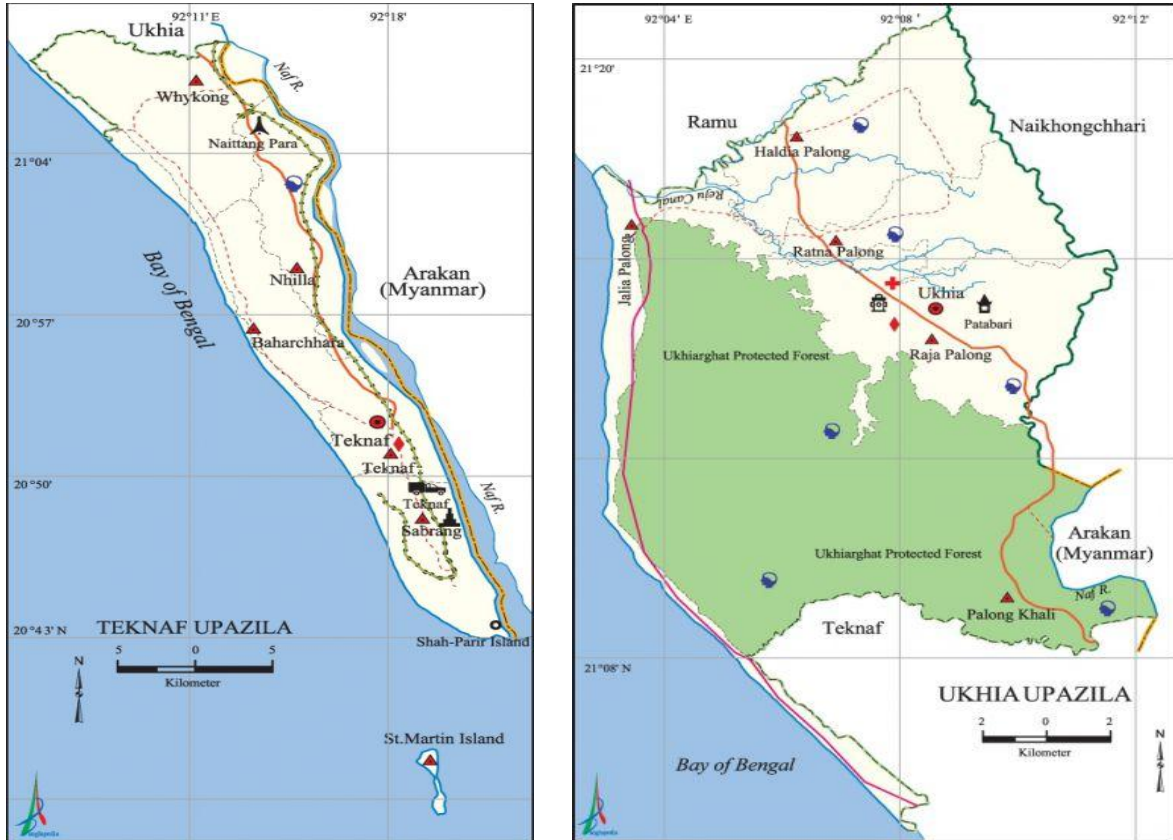 92°11' E
92°18'
Ukhia
Naf R.
Whykong
Naittang Para
21°04'
Bay of Bengal
Nhilla
Arakan
(Myanmar)
20°57'
Baharchhara
Teknaf
Teknaf
20°50'
Teknaf
Sabrang
Naf R.
20°43' N
TEKNAF UPAZILA
Shah-Parir Island
5 0 5
Kilometer
N
St.Martin Island
92°04' E
92°08'
92°12'
21°20'
Ramu
Naikhongchhari
Haldia Palong
Reju Canal
Jalia Palong
Ratna Palong
Ukhia
Patabari
Raja Palong
Ukhiarghat Protected Forest
Ukhiarghat Protected Forest
Arakan
(Myanmar)
Naf R.
Palong Khali
Teknaf
21°08' N
UKHIA UPAZILA
2 0 2
Kilometer
N
Bay of Bengal